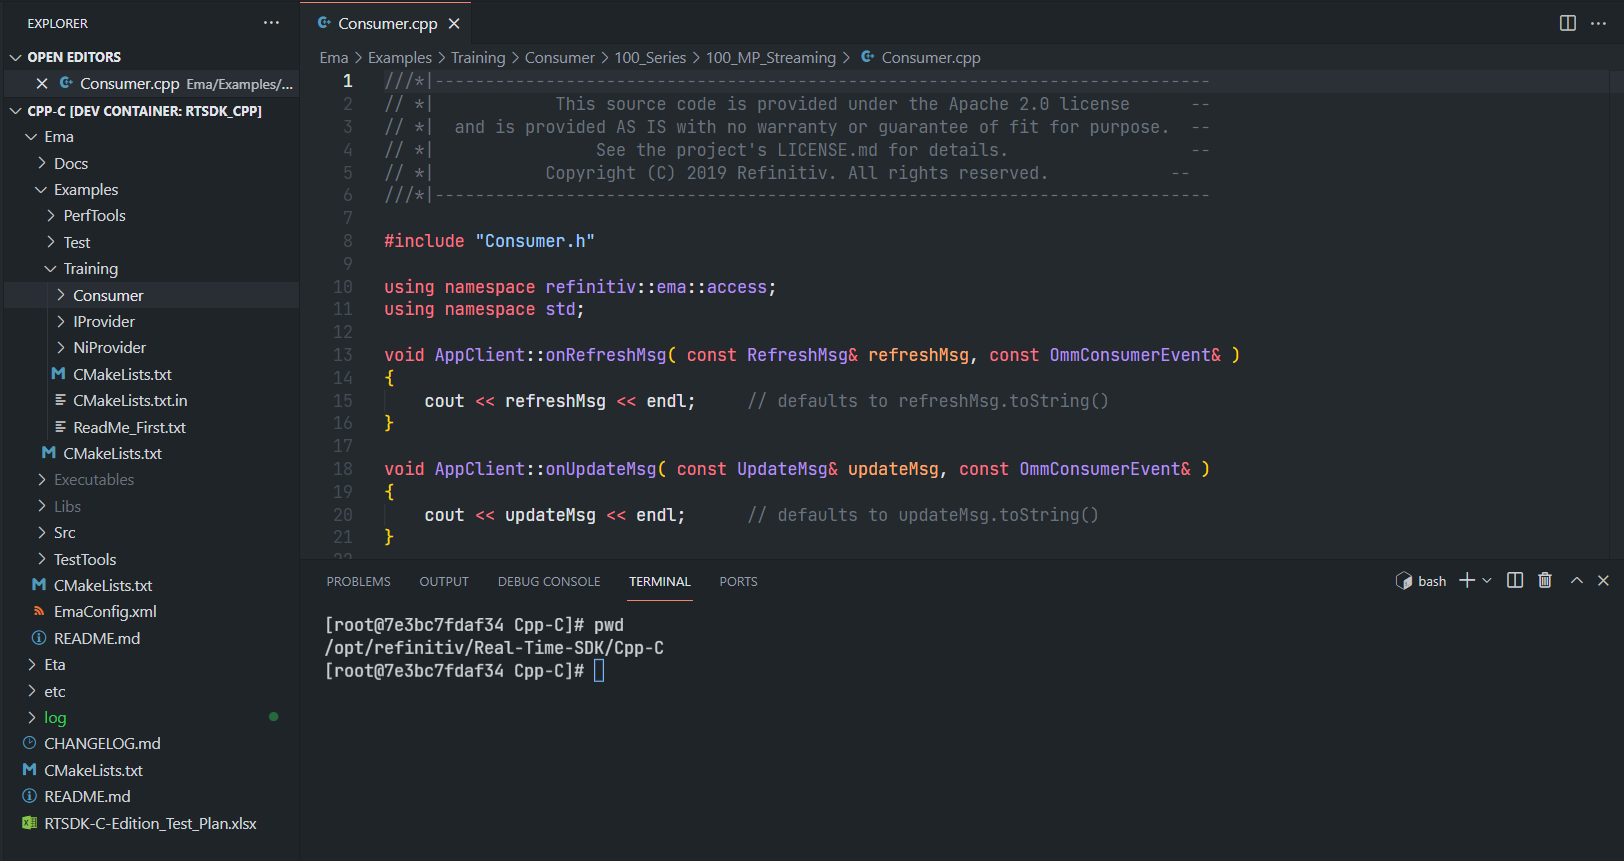 EXPLORER
OPEN EDITORS
Consumer.cpp Ema/Examples/...
CPP-C [DEV CONTAINER: RTSDK_CPP]
Ema
Docs
Examples
PerfTools
Test
Training
Consumer
IProvider
NiProvider
CMakeLists.txt
CMakeLists.txt.in
ReadMe_First.txt
CMakeLists.txt
Executables
Libs
Src
TestTools
CMakeLists.txt
EmaConfig.xml
README.md
Eta
etc
log
CHANGELOG.md
CMakeLists.txt
README.md
RTSDK-C-Edition_Test_Plan.xlsx
Consumer.cpp
Ema > Examples > Training > Consumer > 100_Series > 100_MP_Streaming > Consumer.cpp
1 ///*|-----------------------------------------------------------------------------
2 // *|            This source code is provided under the Apache 2.0 license      --
3 // *|  and is provided AS IS with no warranty or guarantee of fit for purpose.  --
4 // *|                See the project's LICENSE.md for details.                  --
5 // *|           Copyright (C) 2019 Refinitiv. All rights reserved.            --
6 ///*|-----------------------------------------------------------------------------
7
8 #include "Consumer.h"
9
10 using namespace refinitiv::ema::access;
11 using namespace std;
12
13 void AppClient::onRefreshMsg( const RefreshMsg& refreshMsg, const OmmConsumerEvent& )
14 {
15     cout << refreshMsg << endl;     // defaults to refreshMsg.toString()
16 }
17
18 void AppClient::onUpdateMsg( const UpdateMsg& updateMsg, const OmmConsumerEvent& )
19 {
20     cout << updateMsg << endl;      // defaults to updateMsg.toString()
21 }
22
PROBLEMS OUTPUT DEBUG CONSOLE TERMINAL PORTS
bash
[root@7e3bc7fdaf34 Cpp-C]# pwd
/opt/refinitiv/Real-Time-SDK/Cpp-C
[root@7e3bc7fdaf34 Cpp-C]#